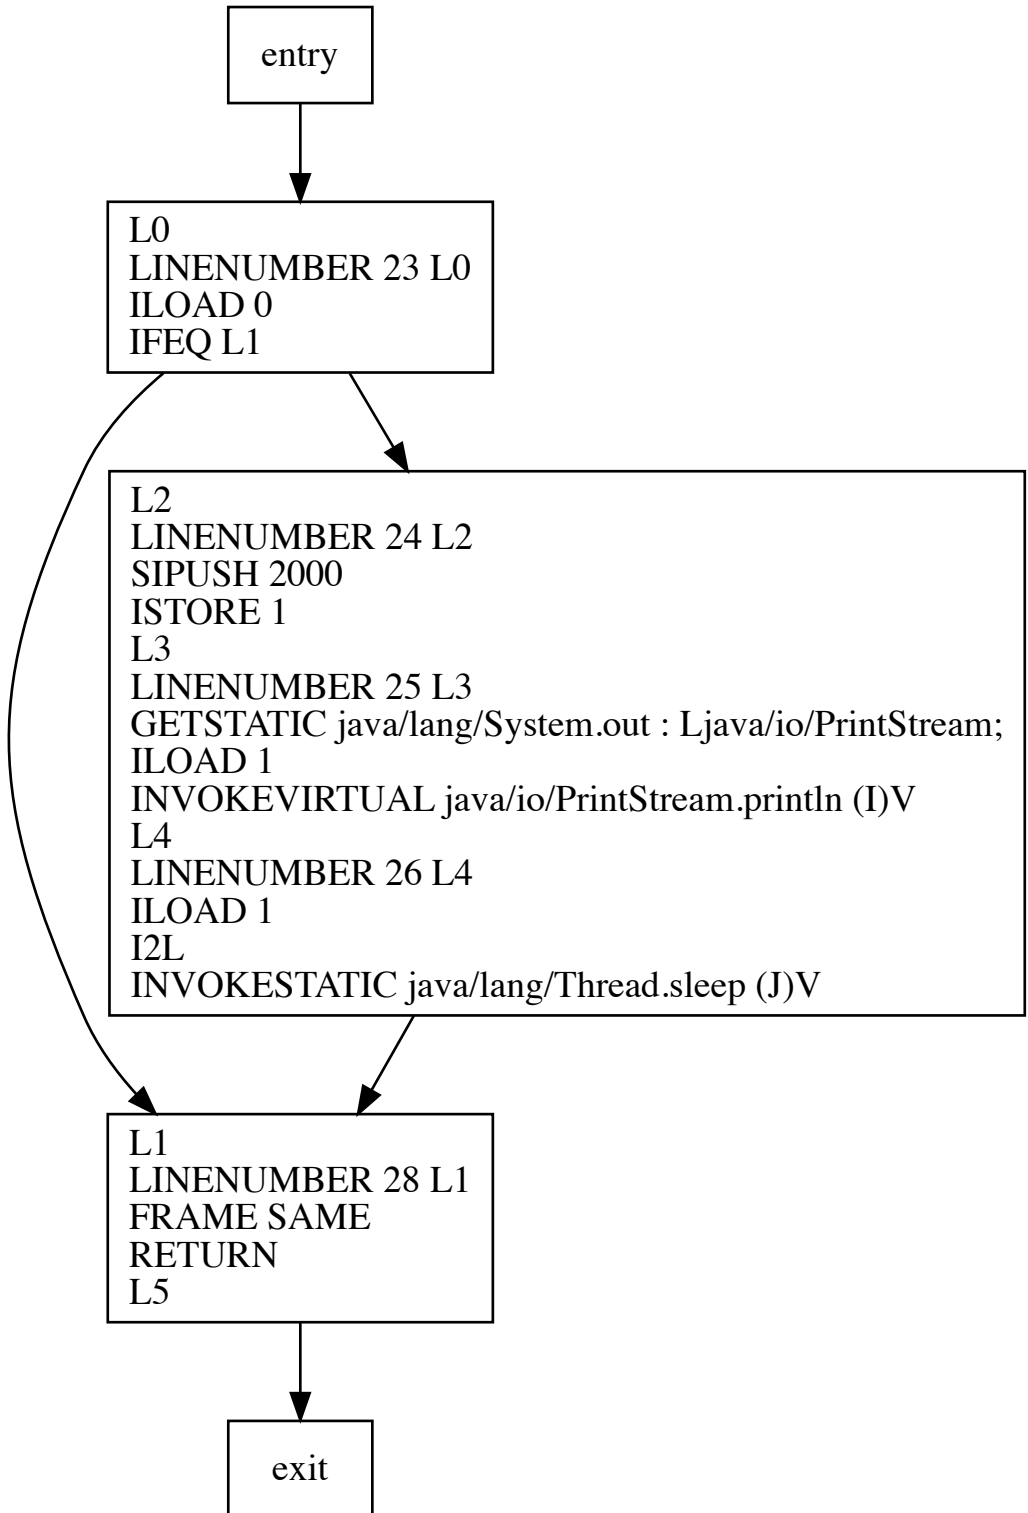 entry
L0
LINENUMBER 23 L0
ILOAD 0
IFEQ L1
L2
LINENUMBER 24 L2
SIPUSH 2000
ISTORE 1
L3
LINENUMBER 25 L3
GETSTATIC java/lang/System.out : Ljava/io/PrintStream;
ILOAD 1
INVOKEVIRTUAL java/io/PrintStream.println (I)V
L4
LINENUMBER 26 L4
ILOAD 1
I2L
INVOKESTATIC java/lang/Thread.sleep (J)V
L1
LINENUMBER 28 L1
FRAME SAME
RETURN
L5
exit